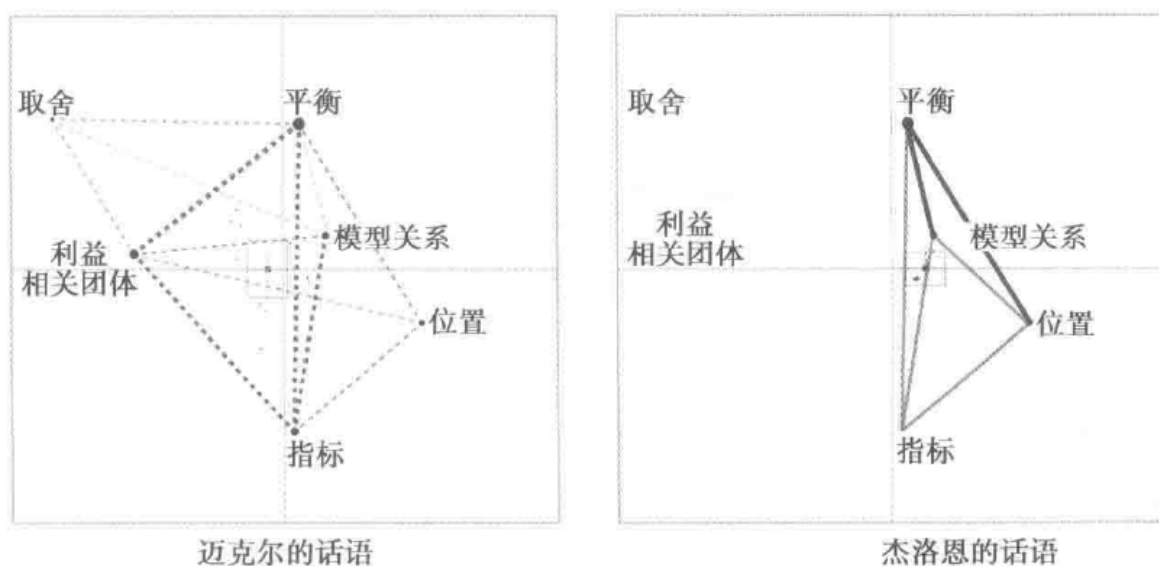 取舍
平衡
利益
相关团体
模型关系
位置
指标
迈克尔的话语
取舍
平衡
利益
相关团体
模型关系
位置
指标
杰洛恩的话语